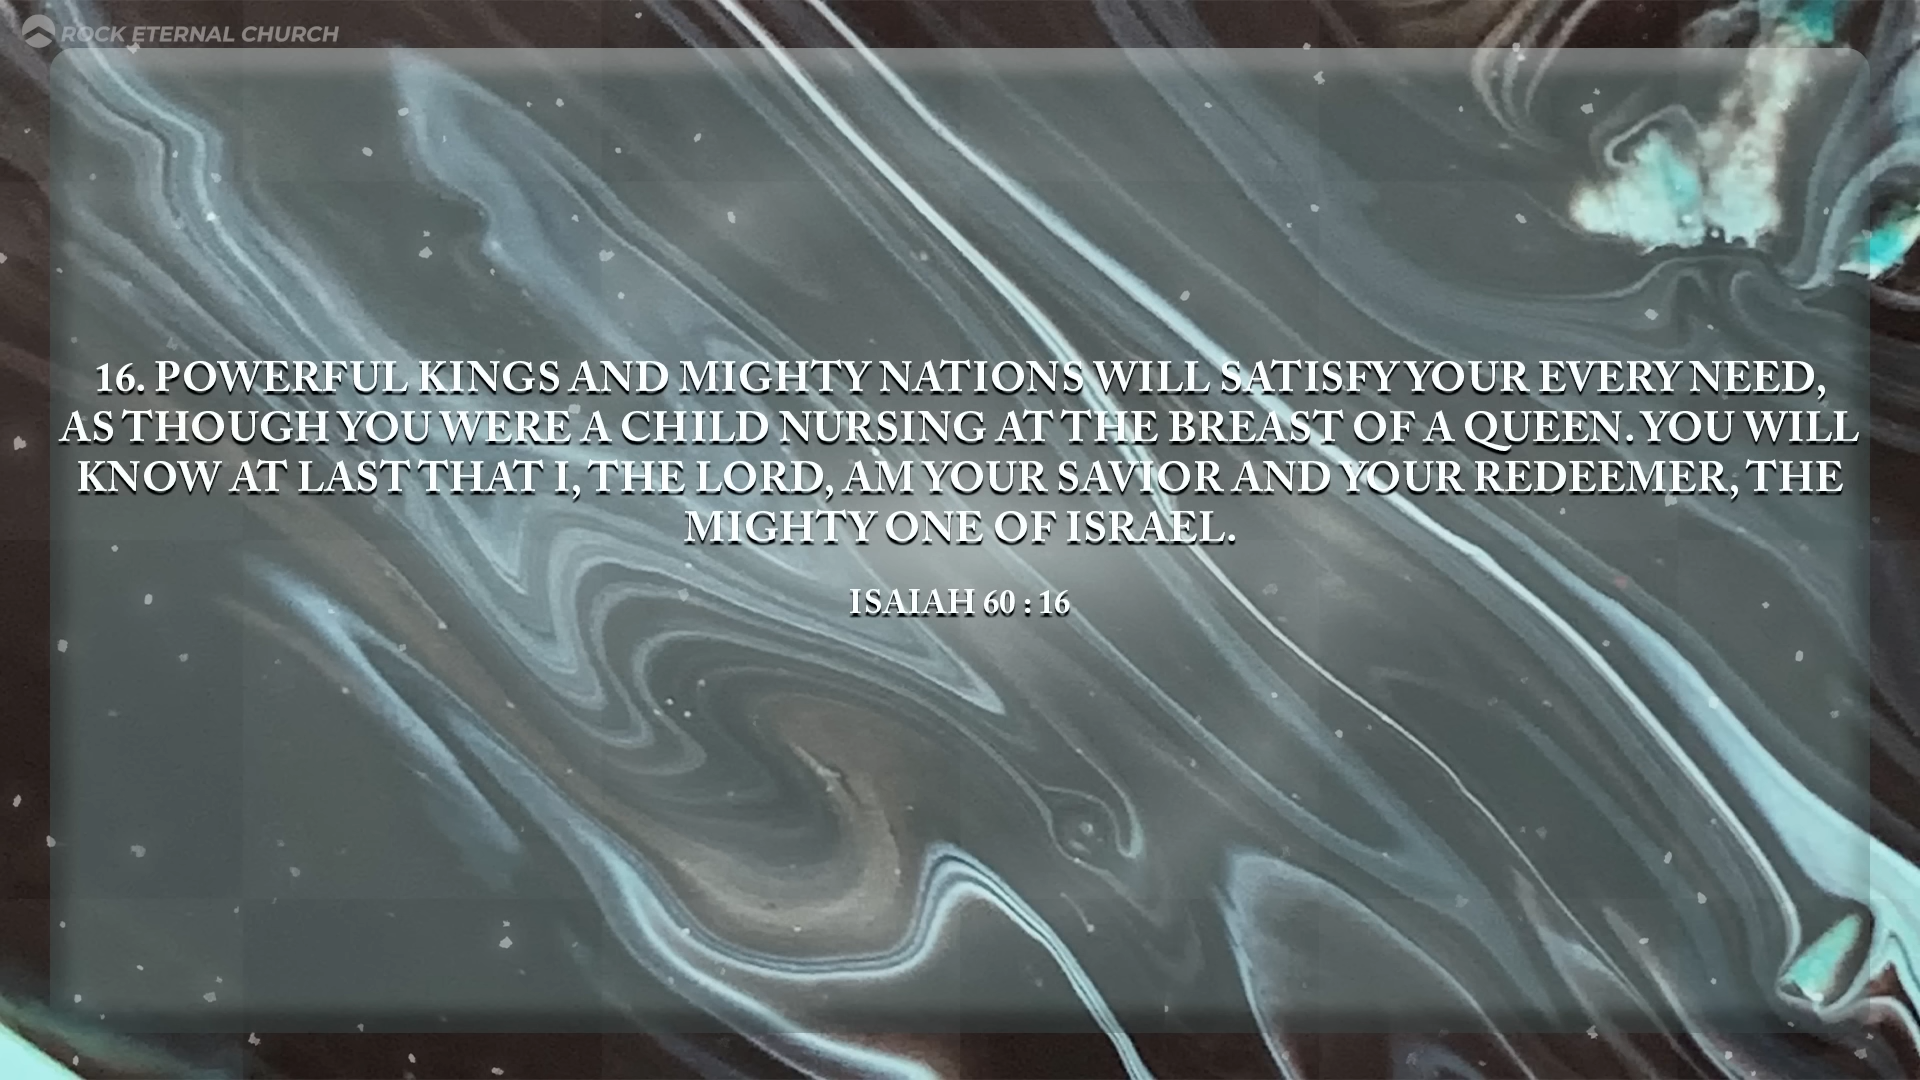 ROCK ETERNAL CHURCH
16. POWERFUL KINGS AND MIGHTY NATIONS WILL SATISFY YOUR EVERY NEED,
AS THOUGH YOU WERE A CHILD NURSING AT THE BREAST OF A QUEEN. YOU WILL
KNOW AT LAST THAT I, THE LORD, AM YOUR SAVIOR AND YOUR REDEEMER, THE
MIGHTY ONE OF ISRAEL.
ISAIAH 60 : 16